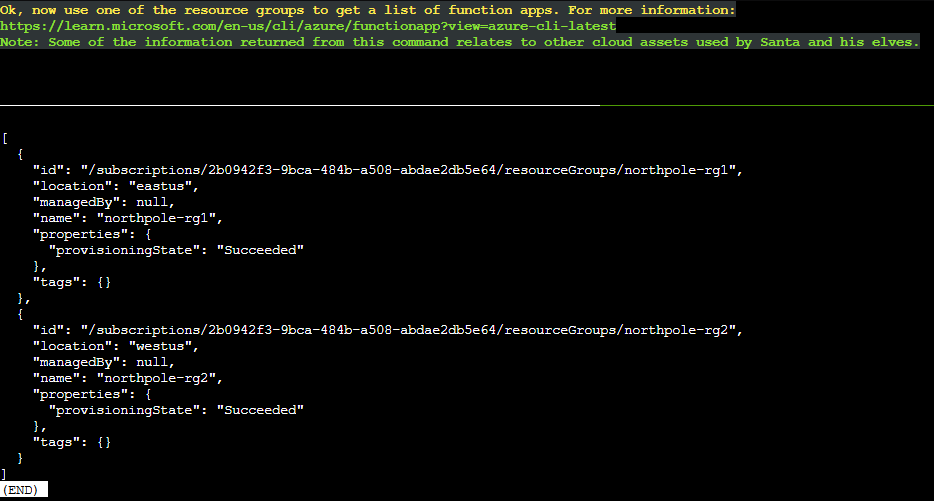 Ok, now use one of the resource groups to get a list of function apps. For more information:
https://learn.microsoft.com/en-us/cli/azure/functionapp?view=azure-cli-latest
Note: Some of the information returned from this command relates to other cloud assets used by Santa and his elves.
[
  {
    "id": "/subscriptions/2b0942f3-9bca-484b-a508-abdae2db5e64/resourceGroups/northpole-rg1",
    "location": "eastus",
    "managedBy": null,
    "name": "northpole-rg1",
    "properties": {
      "provisioningState": "Succeeded"
    },
    "tags": {}
  },
  {
    "id": "/subscriptions/2b0942f3-9bca-484b-a508-abdae2db5e64/resourceGroups/northpole-rg2",
    "location": "westus",
    "managedBy": null,
    "name": "northpole-rg2",
    "properties": {
      "provisioningState": "Succeeded"
    },
    "tags": {}
  }
]
(END)